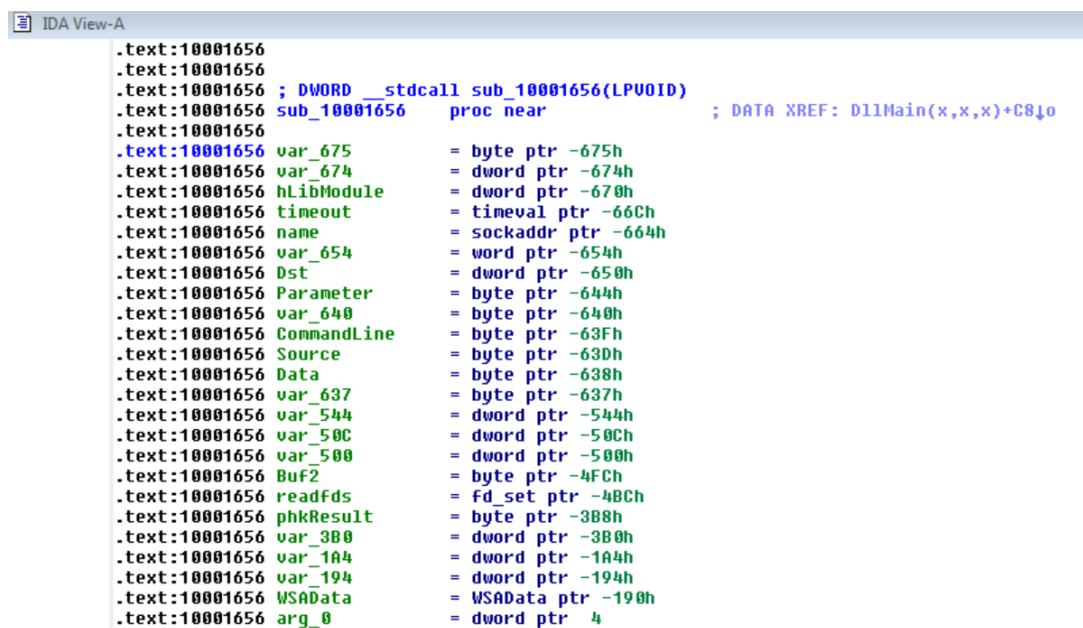 IDA View-A
.text:10001656
.text:10001656
.text:10001656 ; DWORD __stdcall sub_10001656(LPVOID)
.text:10001656 sub_10001656 proc near ; DATA XREF: DllMain(x,x,x)+C8↓o
.text:10001656
.text:10001656 var_675 = byte ptr -675h
.text:10001656 var_674 = dword ptr -674h
.text:10001656 hLibModule = dword ptr -670h
.text:10001656 timeout = timeval ptr -66Ch
.text:10001656 name = sockaddr ptr -664h
.text:10001656 var_654 = word ptr -654h
.text:10001656 Dst = dword ptr -650h
.text:10001656 Parameter = byte ptr -644h
.text:10001656 var_640 = byte ptr -640h
.text:10001656 CommandLine = byte ptr -63Fh
.text:10001656 Source = byte ptr -63Dh
.text:10001656 Data = byte ptr -638h
.text:10001656 var_637 = byte ptr -637h
.text:10001656 var_544 = dword ptr -544h
.text:10001656 var_50C = dword ptr -50Ch
.text:10001656 var_500 = dword ptr -500h
.text:10001656 Buf2 = byte ptr -4FCh
.text:10001656 readfds = fd_set ptr -4BCh
.text:10001656 phkResult = byte ptr -3B8h
.text:10001656 var_3B0 = dword ptr -3B0h
.text:10001656 var_1A4 = dword ptr -1A4h
.text:10001656 var_194 = dword ptr -194h
.text:10001656 WSAData = WSAData ptr -190h
.text:10001656 arg_0 = dword ptr 4